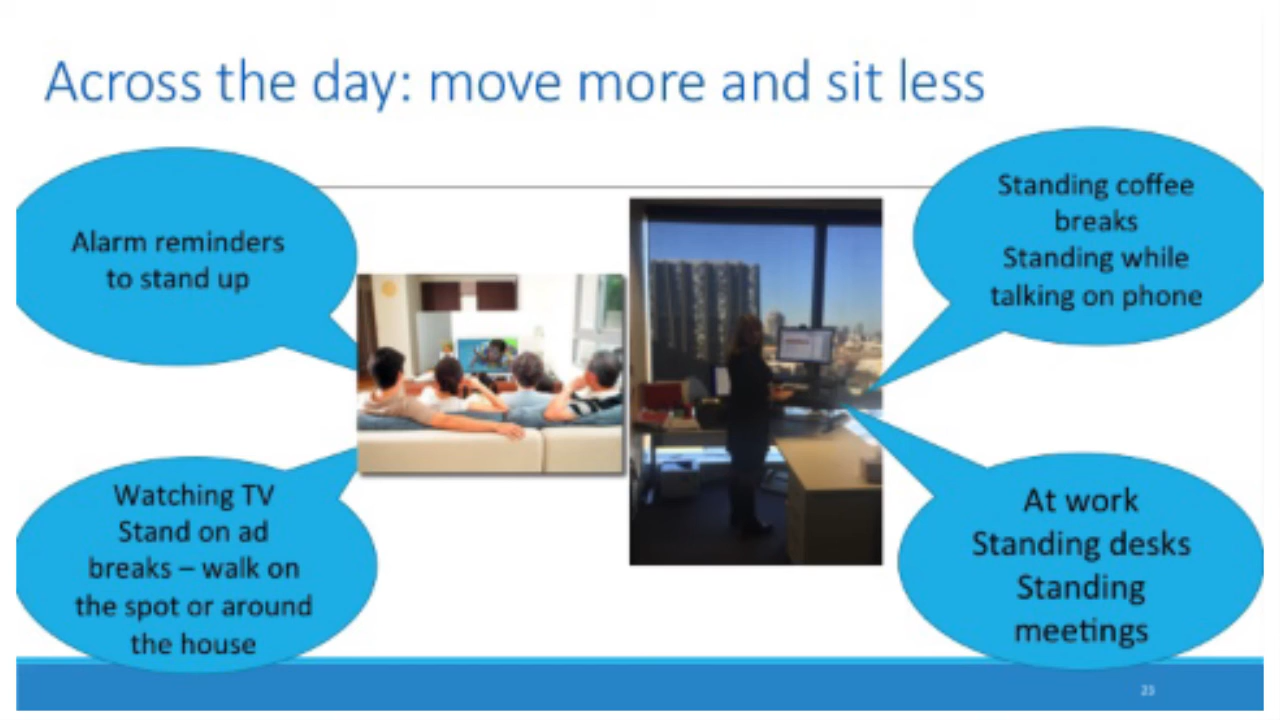 Across the day: move more and sit less
Alarm reminders
to stand up
Standing coffee
breaks
Standing while
talking on phone
Watching TV
Stand on ad
breaks – walk on
the spot or around
the house
At work
Standing desks
Standing
meetings
23